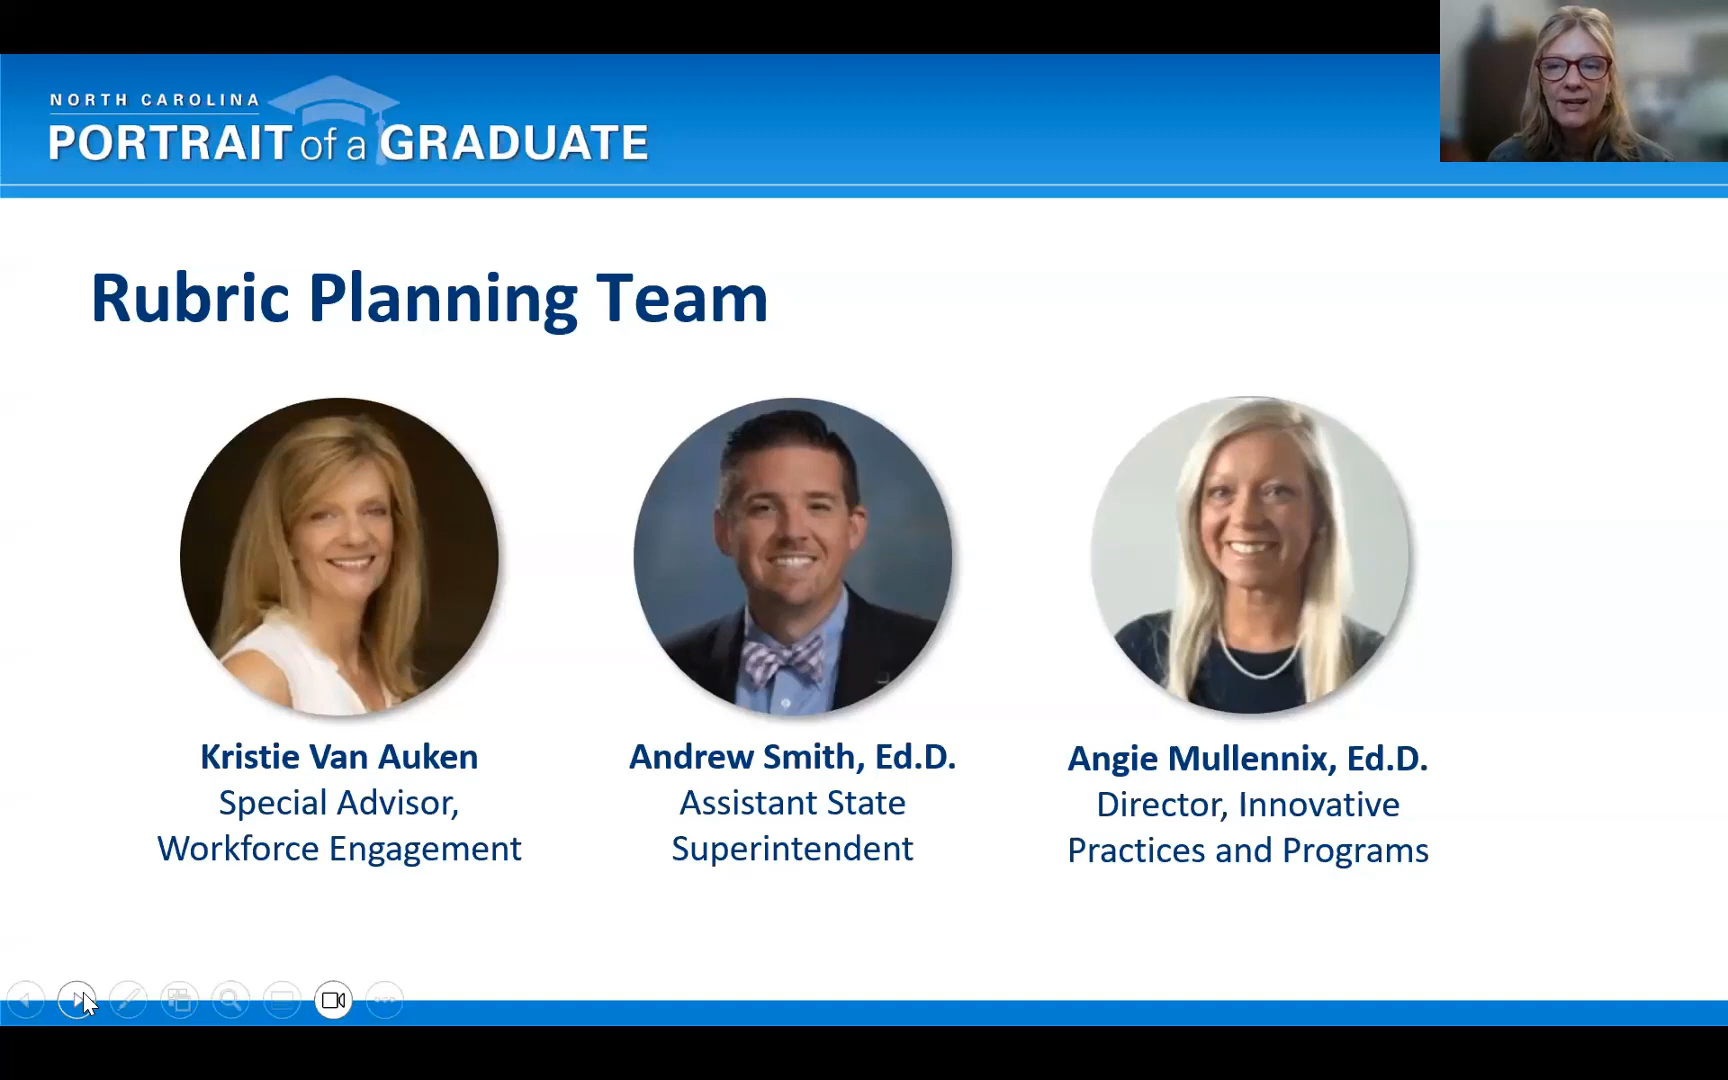 NORTH CAROLINA
PORTRAIT of a GRADUATE
Rubric Planning Team
Kristie Van Auken
Special Advisor,
Workforce Engagement
Andrew Smith, Ed.D.
Assistant State
Superintendent
Angie Mullennix, Ed.D.
Director, Innovative
Practices and Programs